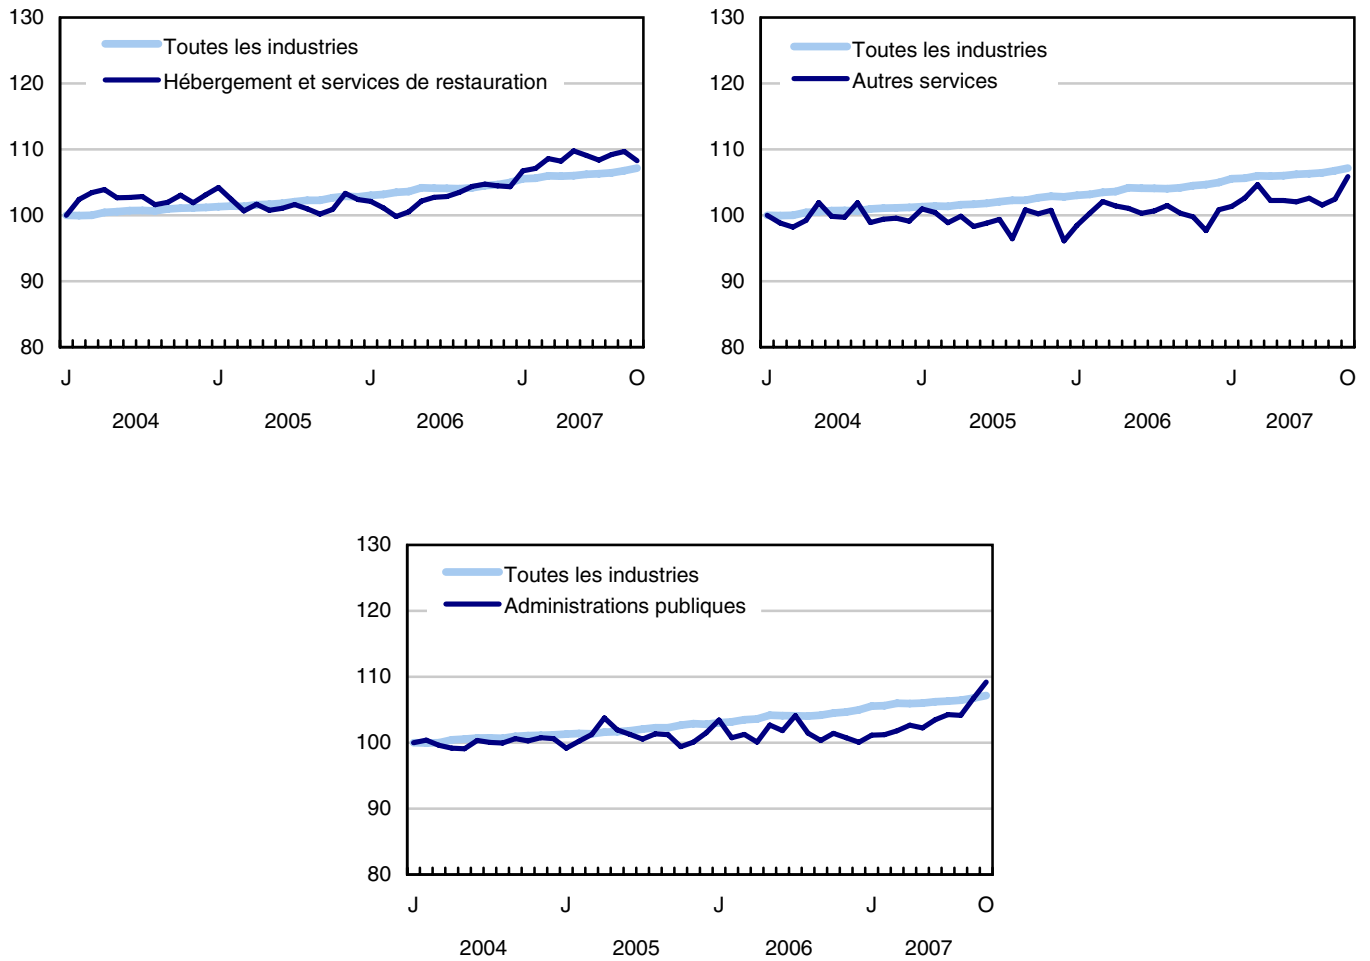 130
120
110
100
90
80
Toutes les industries
Hébergement et services de restauration
J J J J O
2004 2005 2006 2007
130
120
110
100
90
80
Toutes les industries
Autres services
J J J J O
2004 2005 2006 2007
130
120
110
100
90
80
Toutes les industries
Administrations publiques
J J J J O
2004 2005 2006 2007